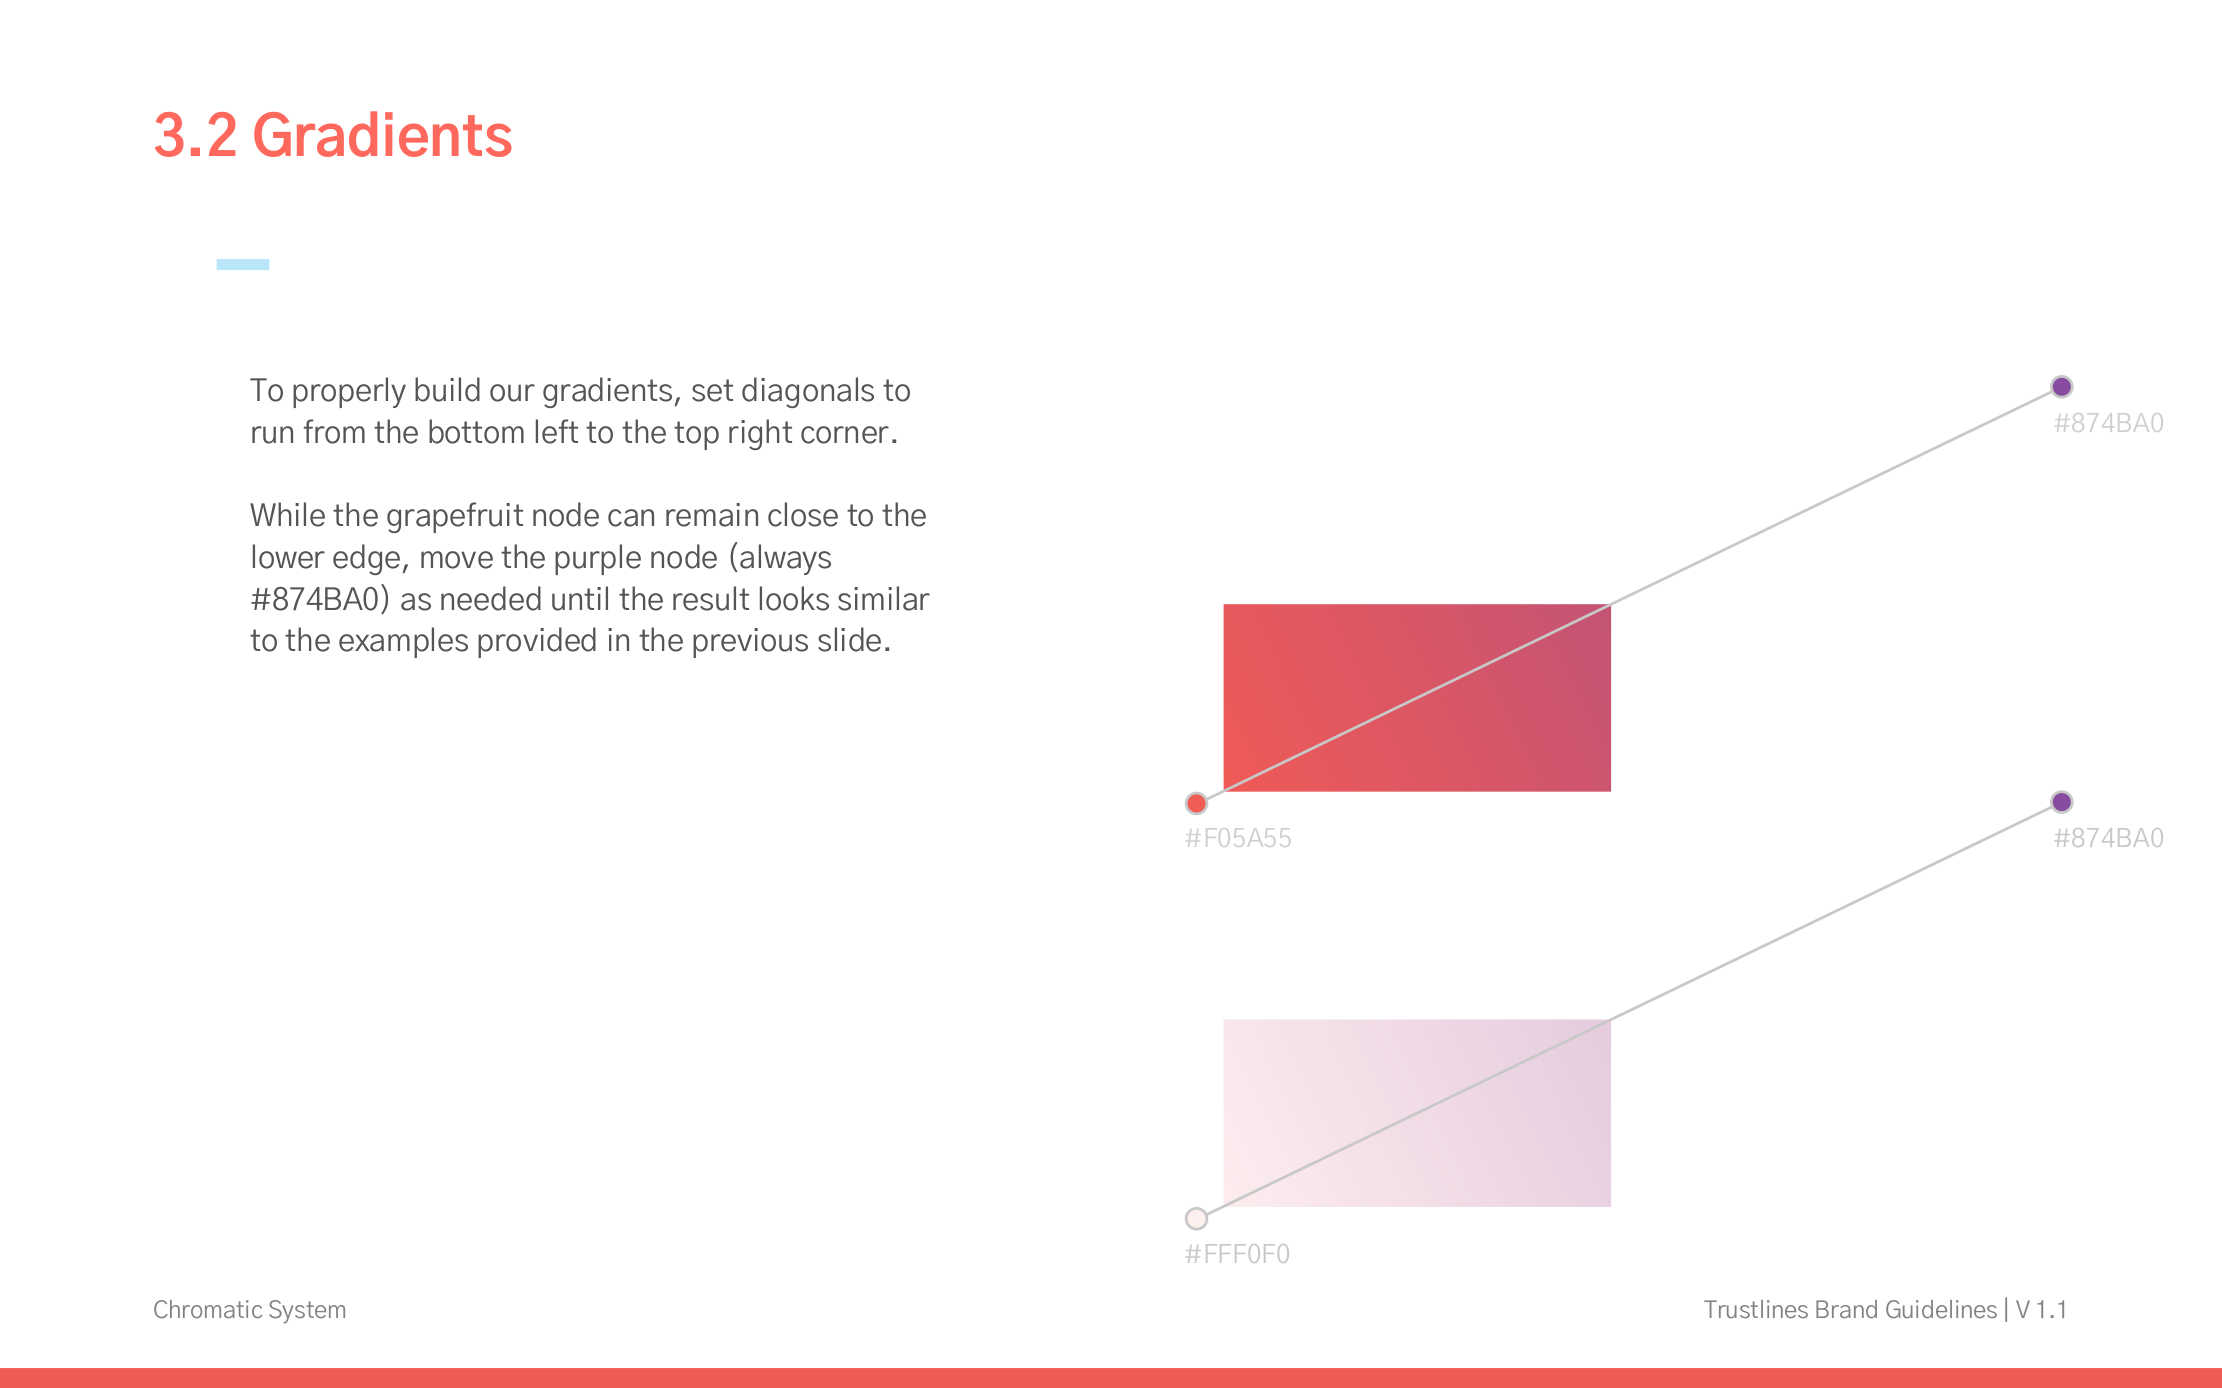 3.2 Gradients
To properly build our gradients, set diagonals to
run from the bottom left to the top right corner.
While the grapefruit node can remain close to the
lower edge, move the purple node (always
#874BA0) as needed until the result looks similar
to the examples provided in the previous slide.
#874BA0
#F05A55
#874BA0
#FFF0F0
Chromatic System
Trustlines Brand Guidelines | V 1.1